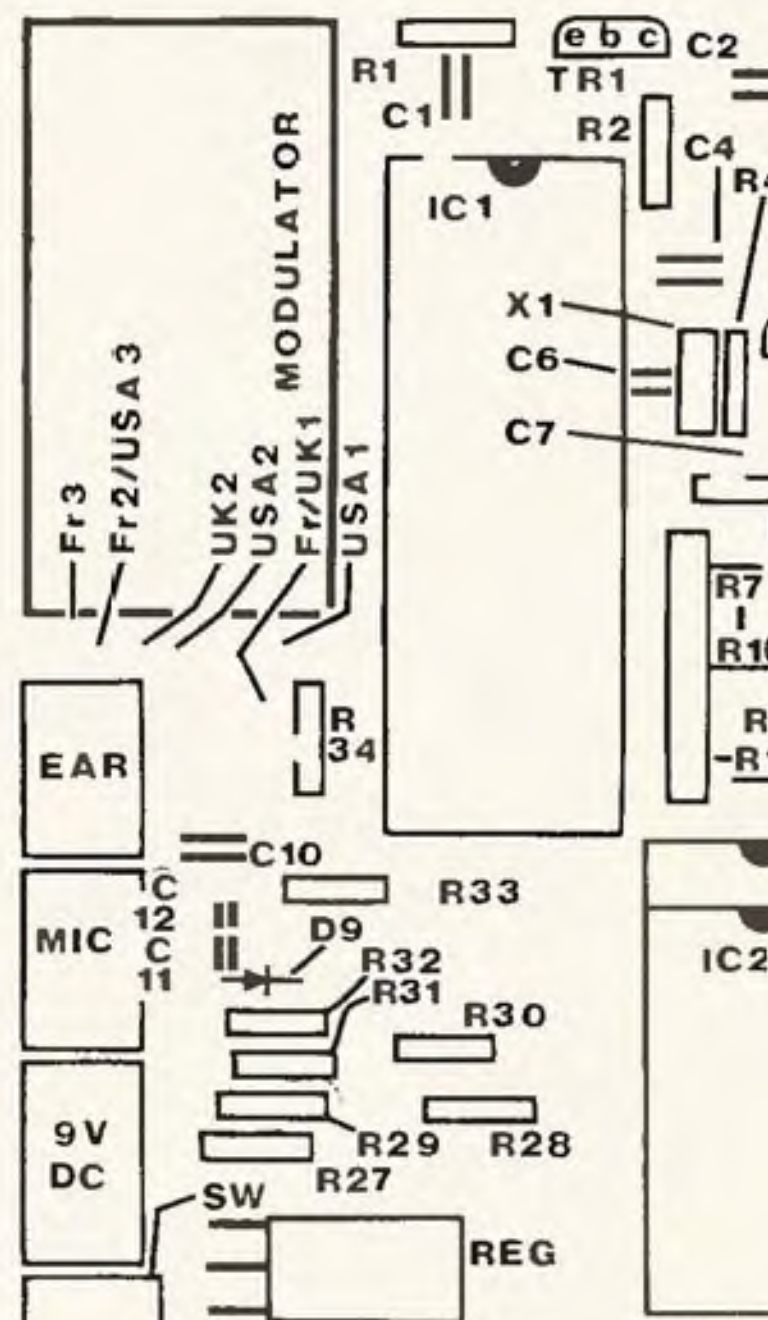 R1
e b c
C2
TR1
C1
R2
MODULATOR
C4
R4
IC1
X1
C6
C7
Fr3
Fr2/USA3
UK2
USA2
Fr/UK1
USA1
R7
I
R
EAR
R
34
-R
C10
C
12
C
11
MIC
R33
D9
R32
R31
IC2
R30
9V
DC
R29
R28
R27
SW
REG